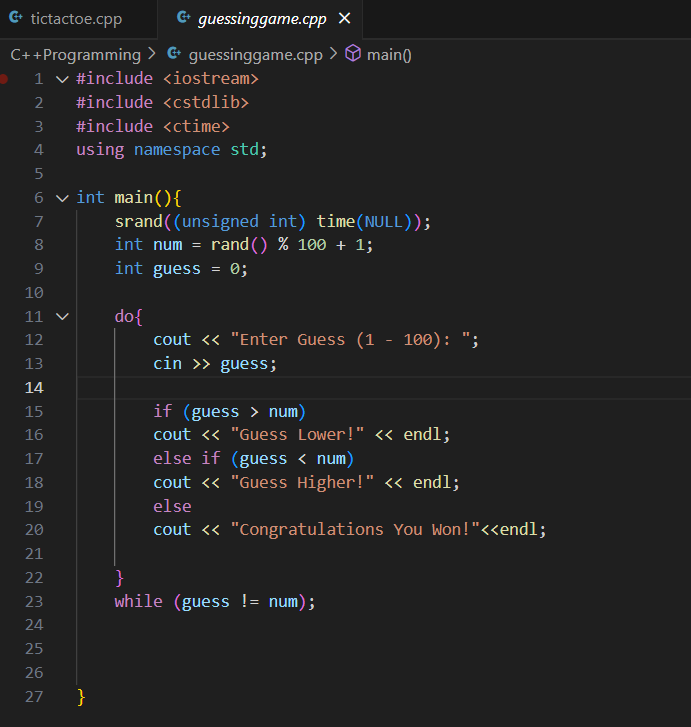 tictactoe.cpp guessinggame.cpp
C++Programming > guessinggame.cpp > main()
1 #include <iostream>
2 #include <cstdlib>
3 #include <ctime>
4 using namespace std;
5
6 int main(){
7 srand((unsigned int) time(NULL));
8 int num = rand() % 100 + 1;
9 int guess = 0;
10
11 do{
12 cout << "Enter Guess (1 - 100): ";
13 cin >> guess;
14
15 if (guess > num)
16 cout << "Guess Lower!" << endl;
17 else if (guess < num)
18 cout << "Guess Higher!" << endl;
19 else
20 cout << "Congratulations You Won!"<<endl;
21
22 }
23 while (guess != num);
24
25
26
27 }